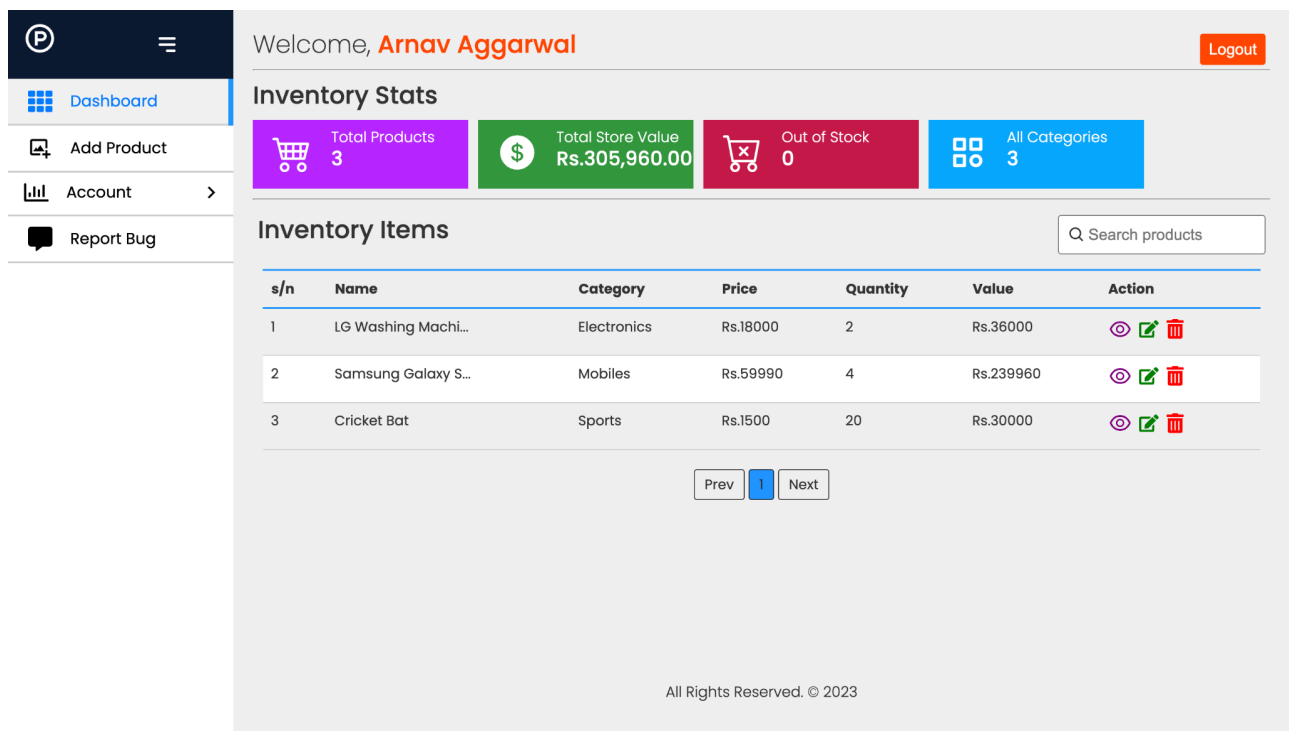 P
Welcome, Arnav Aggarwal
Logout
Dashboard
Add Product
Account
Report Bug
Inventory Stats
Total Products
3
$
Total Store Value
Rs.305,960.00
Out of Stock
0
All Categories
3
Inventory Items
Search products
s/n Name Category Price Quantity Value Action
1 LG Washing Machi... Electronics Rs.18000 2 Rs.36000
2 Samsung Galaxy S... Mobiles Rs.59990 4 Rs.239960
3 Cricket Bat Sports Rs.1500 20 Rs.30000
Prev 1 Next
All Rights Reserved. © 2023